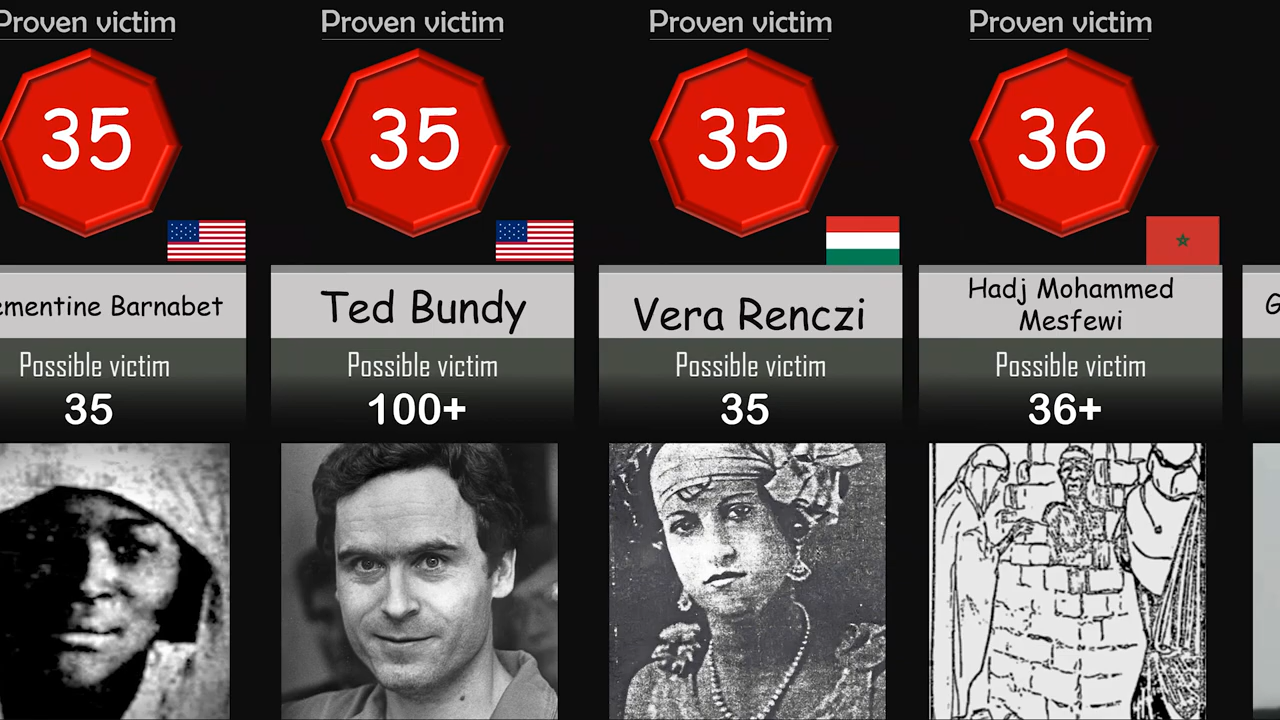 Proven victim
35
ementine Barnabet
Possible victim
35
Proven victim
35
Ted Bundy
Possible victim
100+
Proven victim
35
Vera Renczi
Possible victim
35
Proven victim
36
Hadj Mohammed
Mesfewi
Possible victim
36+
G